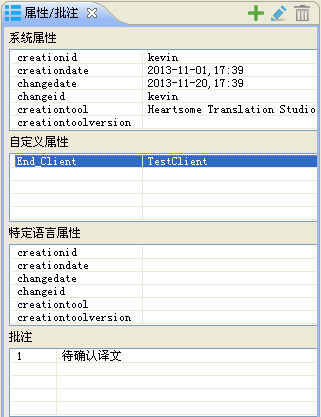 属性/批注
系统属性
creationid kevin
creationdate 2013-11-01,17:39
changedate 2013-11-20,17:39
changeid kevin
creationtool Heartsome Translation Studio
creationtoolversion
自定义属性
End_Client TestClient
特定语言属性
creationid
creationdate
changedate
changeid
creationtool
creationtoolversion
批注
1 待确认译文